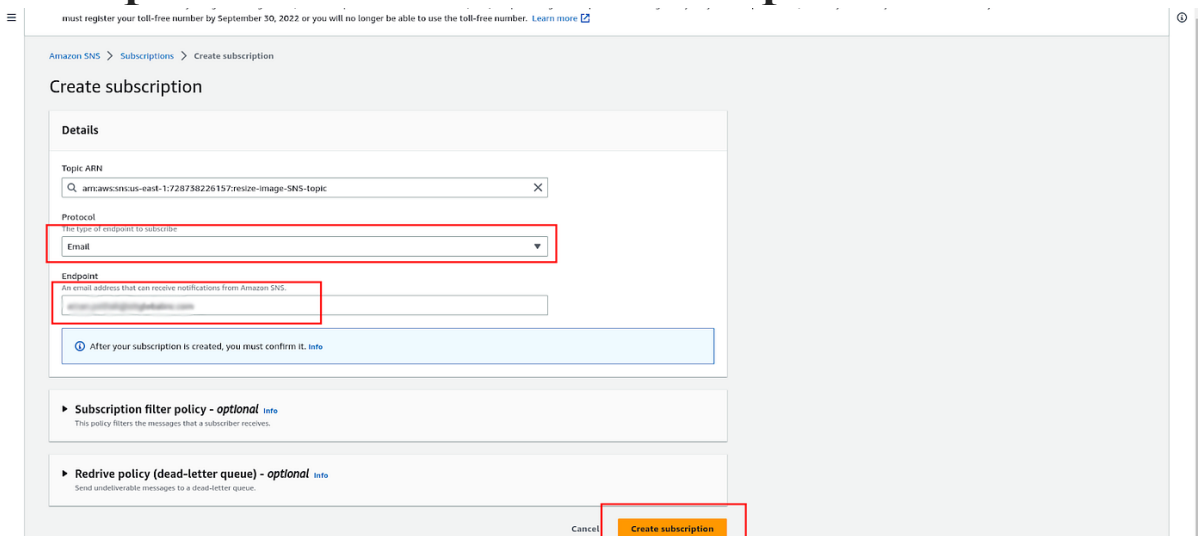 must register your toll-free number by September 30, 2022 or you will no longer be able to use the toll-free number. Learn more
Amazon SNS > Subscriptions > Create subscription
Create subscription
Details
Topic ARN
arn:aws:sns:us-east-1:728738226157:resize-image-SNS-topic
Protocol
The type of endpoint to subscribe
Email
Endpoint
An email address that can receive notifications from Amazon SNS.
After your subscription is created, you must confirm it. Info
Subscription filter policy - optional Info
This policy filters the messages that a subscriber receives.
Redrive policy (dead-letter queue) - optional Info
Send undeliverable messages to a dead-letter queue.
Cancel Create subscription